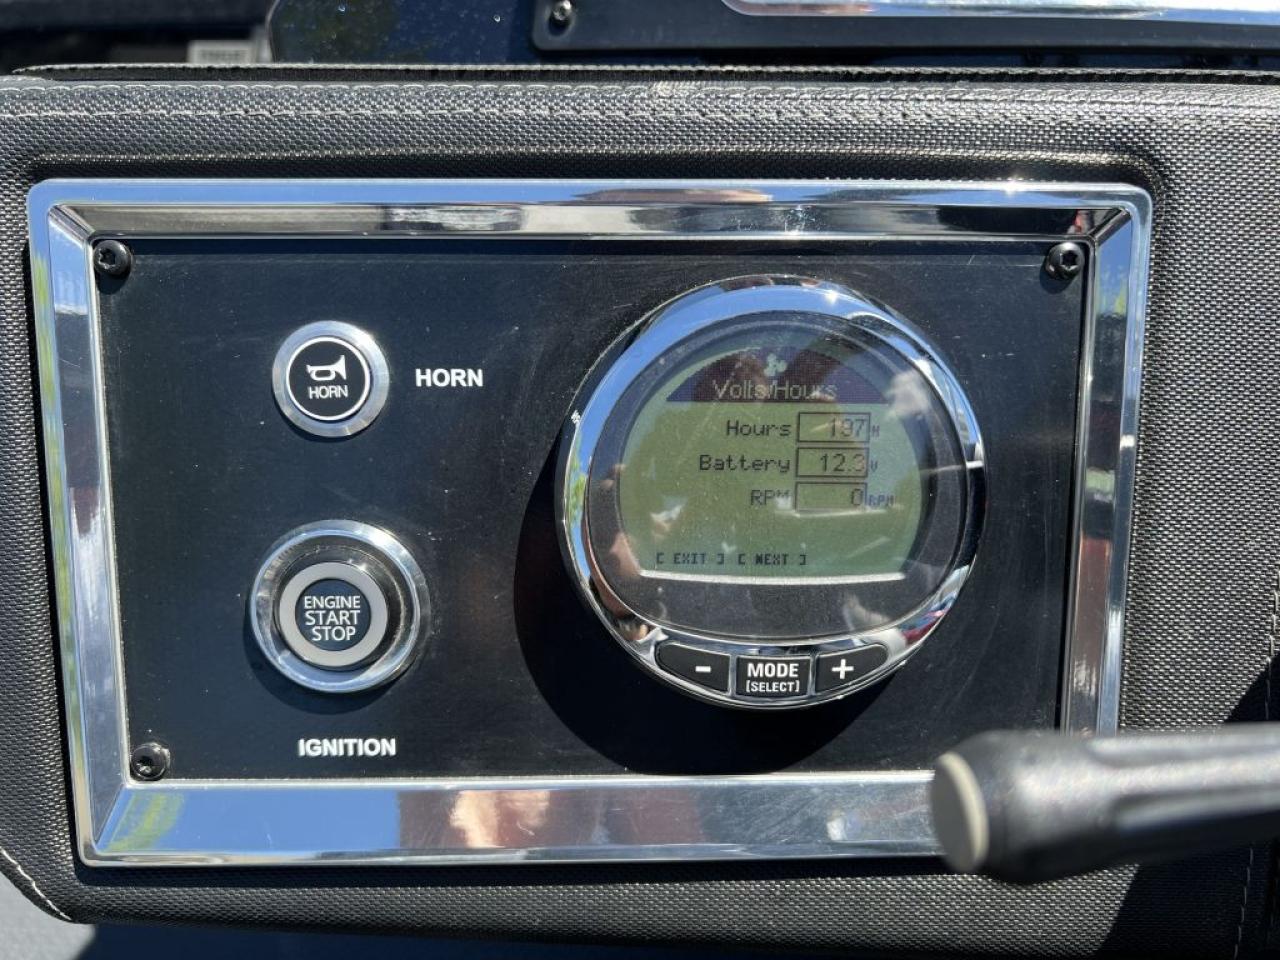 HORN
HORN
Volts/Hours
Hours 197 H
Battery 12.3 V
RPM 0 RPM
[ EXIT ] [ NEXT ]
ENGINE
START
STOP
- MODE +
[SELECT]
IGNITION